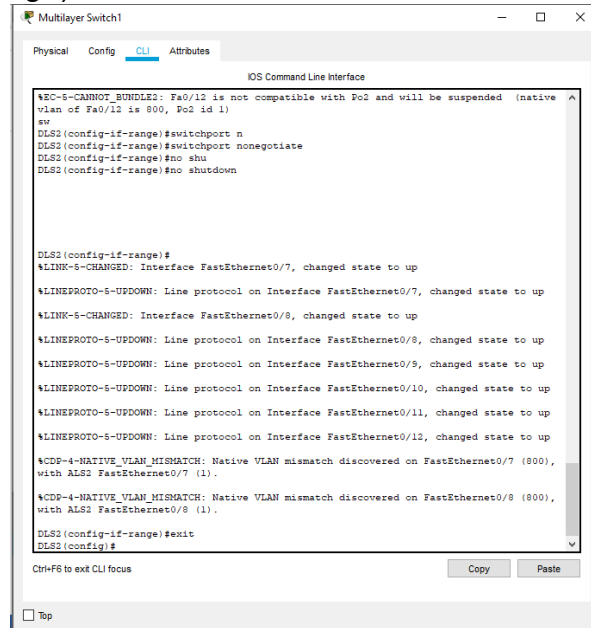 Multilayer Switch1
Physical Config CLI Attributes
IOS Command Line Interface
%EC-5-CANNOT_BUNDLE2: Fa0/12 is not compatible with Po2 and will be suspended (native
vlan of Fa0/12 is 800, Po2 id 1)
sw
DLS2(config-if-range)#switchport n
DLS2(config-if-range)#switchport nonegotiate
DLS2(config-if-range)#no shu
DLS2(config-if-range)#no shutdown
DLS2(config-if-range)#
%LINK-5-CHANGED: Interface FastEthernet0/7, changed state to up
%LINEPROTO-5-UPDOWN: Line protocol on Interface FastEthernet0/7, changed state to up
%LINK-5-CHANGED: Interface FastEthernet0/8, changed state to up
%LINEPROTO-5-UPDOWN: Line protocol on Interface FastEthernet0/8, changed state to up
%LINEPROTO-5-UPDOWN: Line protocol on Interface FastEthernet0/9, changed state to up
%LINEPROTO-5-UPDOWN: Line protocol on Interface FastEthernet0/10, changed state to up
%LINEPROTO-5-UPDOWN: Line protocol on Interface FastEthernet0/11, changed state to up
%LINEPROTO-5-UPDOWN: Line protocol on Interface FastEthernet0/12, changed state to up
%CDP-4-NATIVE_VLAN_MISMATCH: Native VLAN mismatch discovered on FastEthernet0/7 (800),
with ALS2 FastEthernet0/7 (1).
%CDP-4-NATIVE_VLAN_MISMATCH: Native VLAN mismatch discovered on FastEthernet0/8 (800),
with ALS2 FastEthernet0/8 (1).
DLS2(config-if-range)#exit
DLS2(config)#
Ctrl+F6 to exit CLI focus
Copy Paste
Top